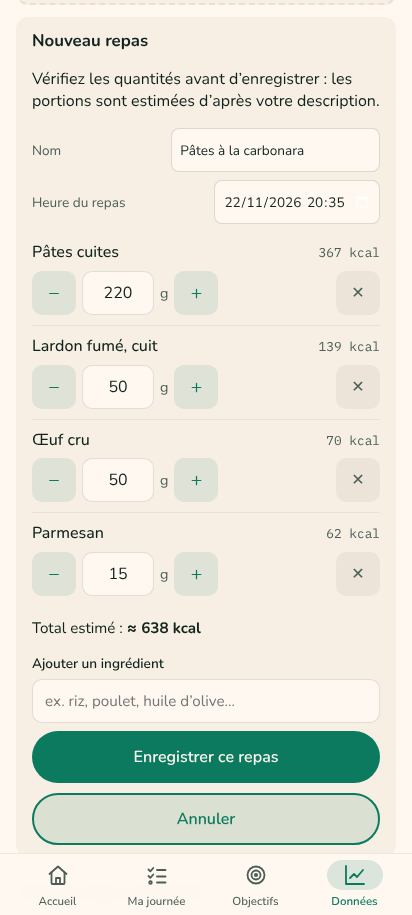 Nouveau repas
Vérifiez les quantités avant d’enregistrer : les
portions sont estimées d’après votre description.
Nom Pâtes à la carbonara
Heure du repas 22/11/2026 20:35
Pâtes cuites 367 kcal
− 220 g + ×
Lardon fumé, cuit 139 kcal
− 50 g + ×
Œuf cru 70 kcal
− 50 g + ×
Parmesan 62 kcal
− 15 g + ×
Total estimé : ≈ 638 kcal
Ajouter un ingrédient
ex. riz, poulet, huile d’olive…
Enregistrer ce repas
Annuler
Accueil Ma journée Objectifs Données